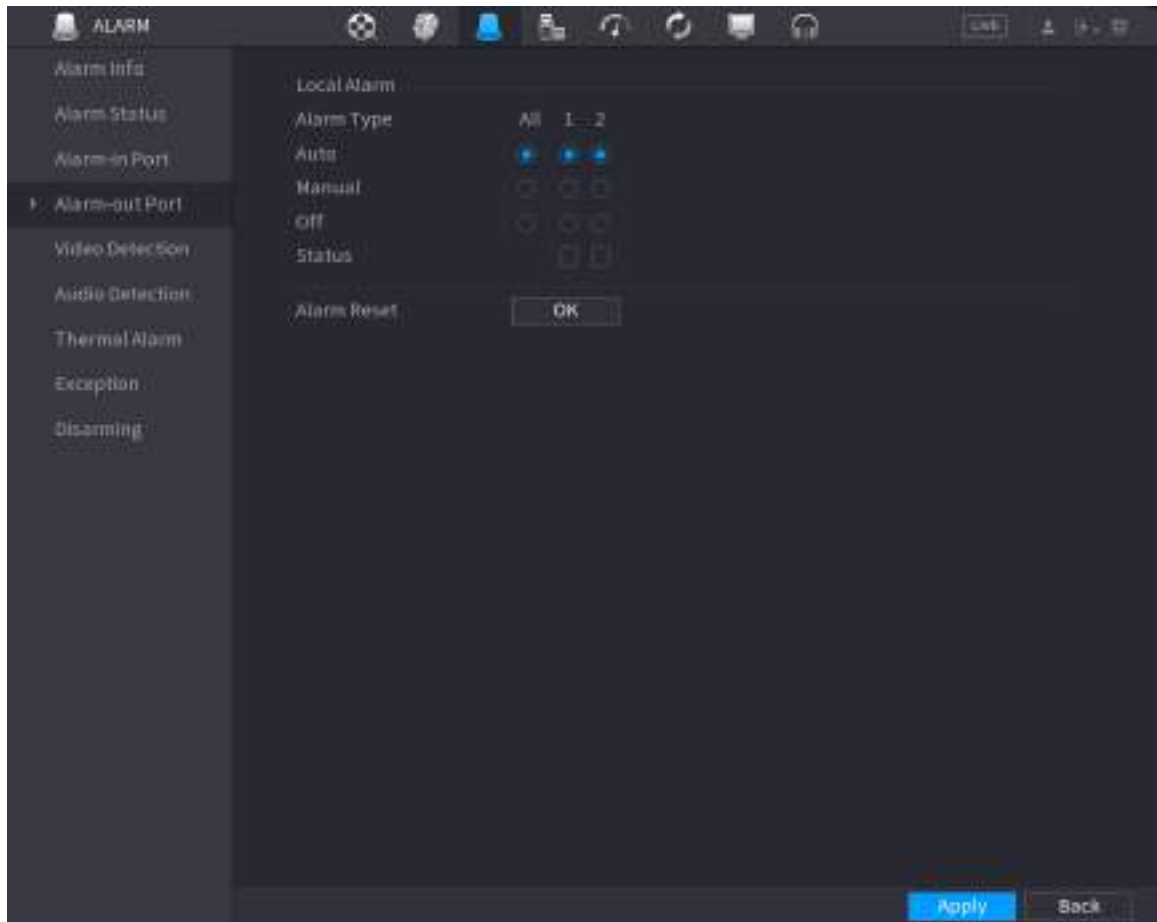 ALARM
LIVE
Alarm Info
Alarm Status
Alarm-in Port
Alarm-out Port
Video Detection
Audio Detection
Thermal Alarm
Exception
Disarming
Local Alarm
Alarm Type All 1 2
Auto
Manual
Off
Status
Alarm Reset OK
Apply Back